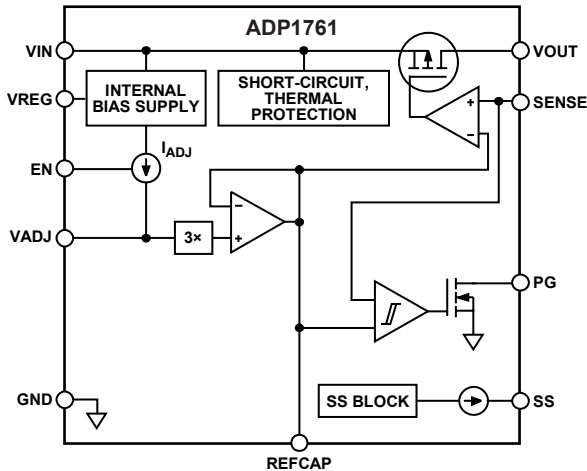 ADP1761
VIN
VOUT
VREG
INTERNAL
BIAS SUPPLY
SHORT-CIRCUIT,
THERMAL
PROTECTION
+
−
SENSE
EN
IADJ
VADJ
3×
−
+
PG
GND
SS BLOCK
SS
REFCAP